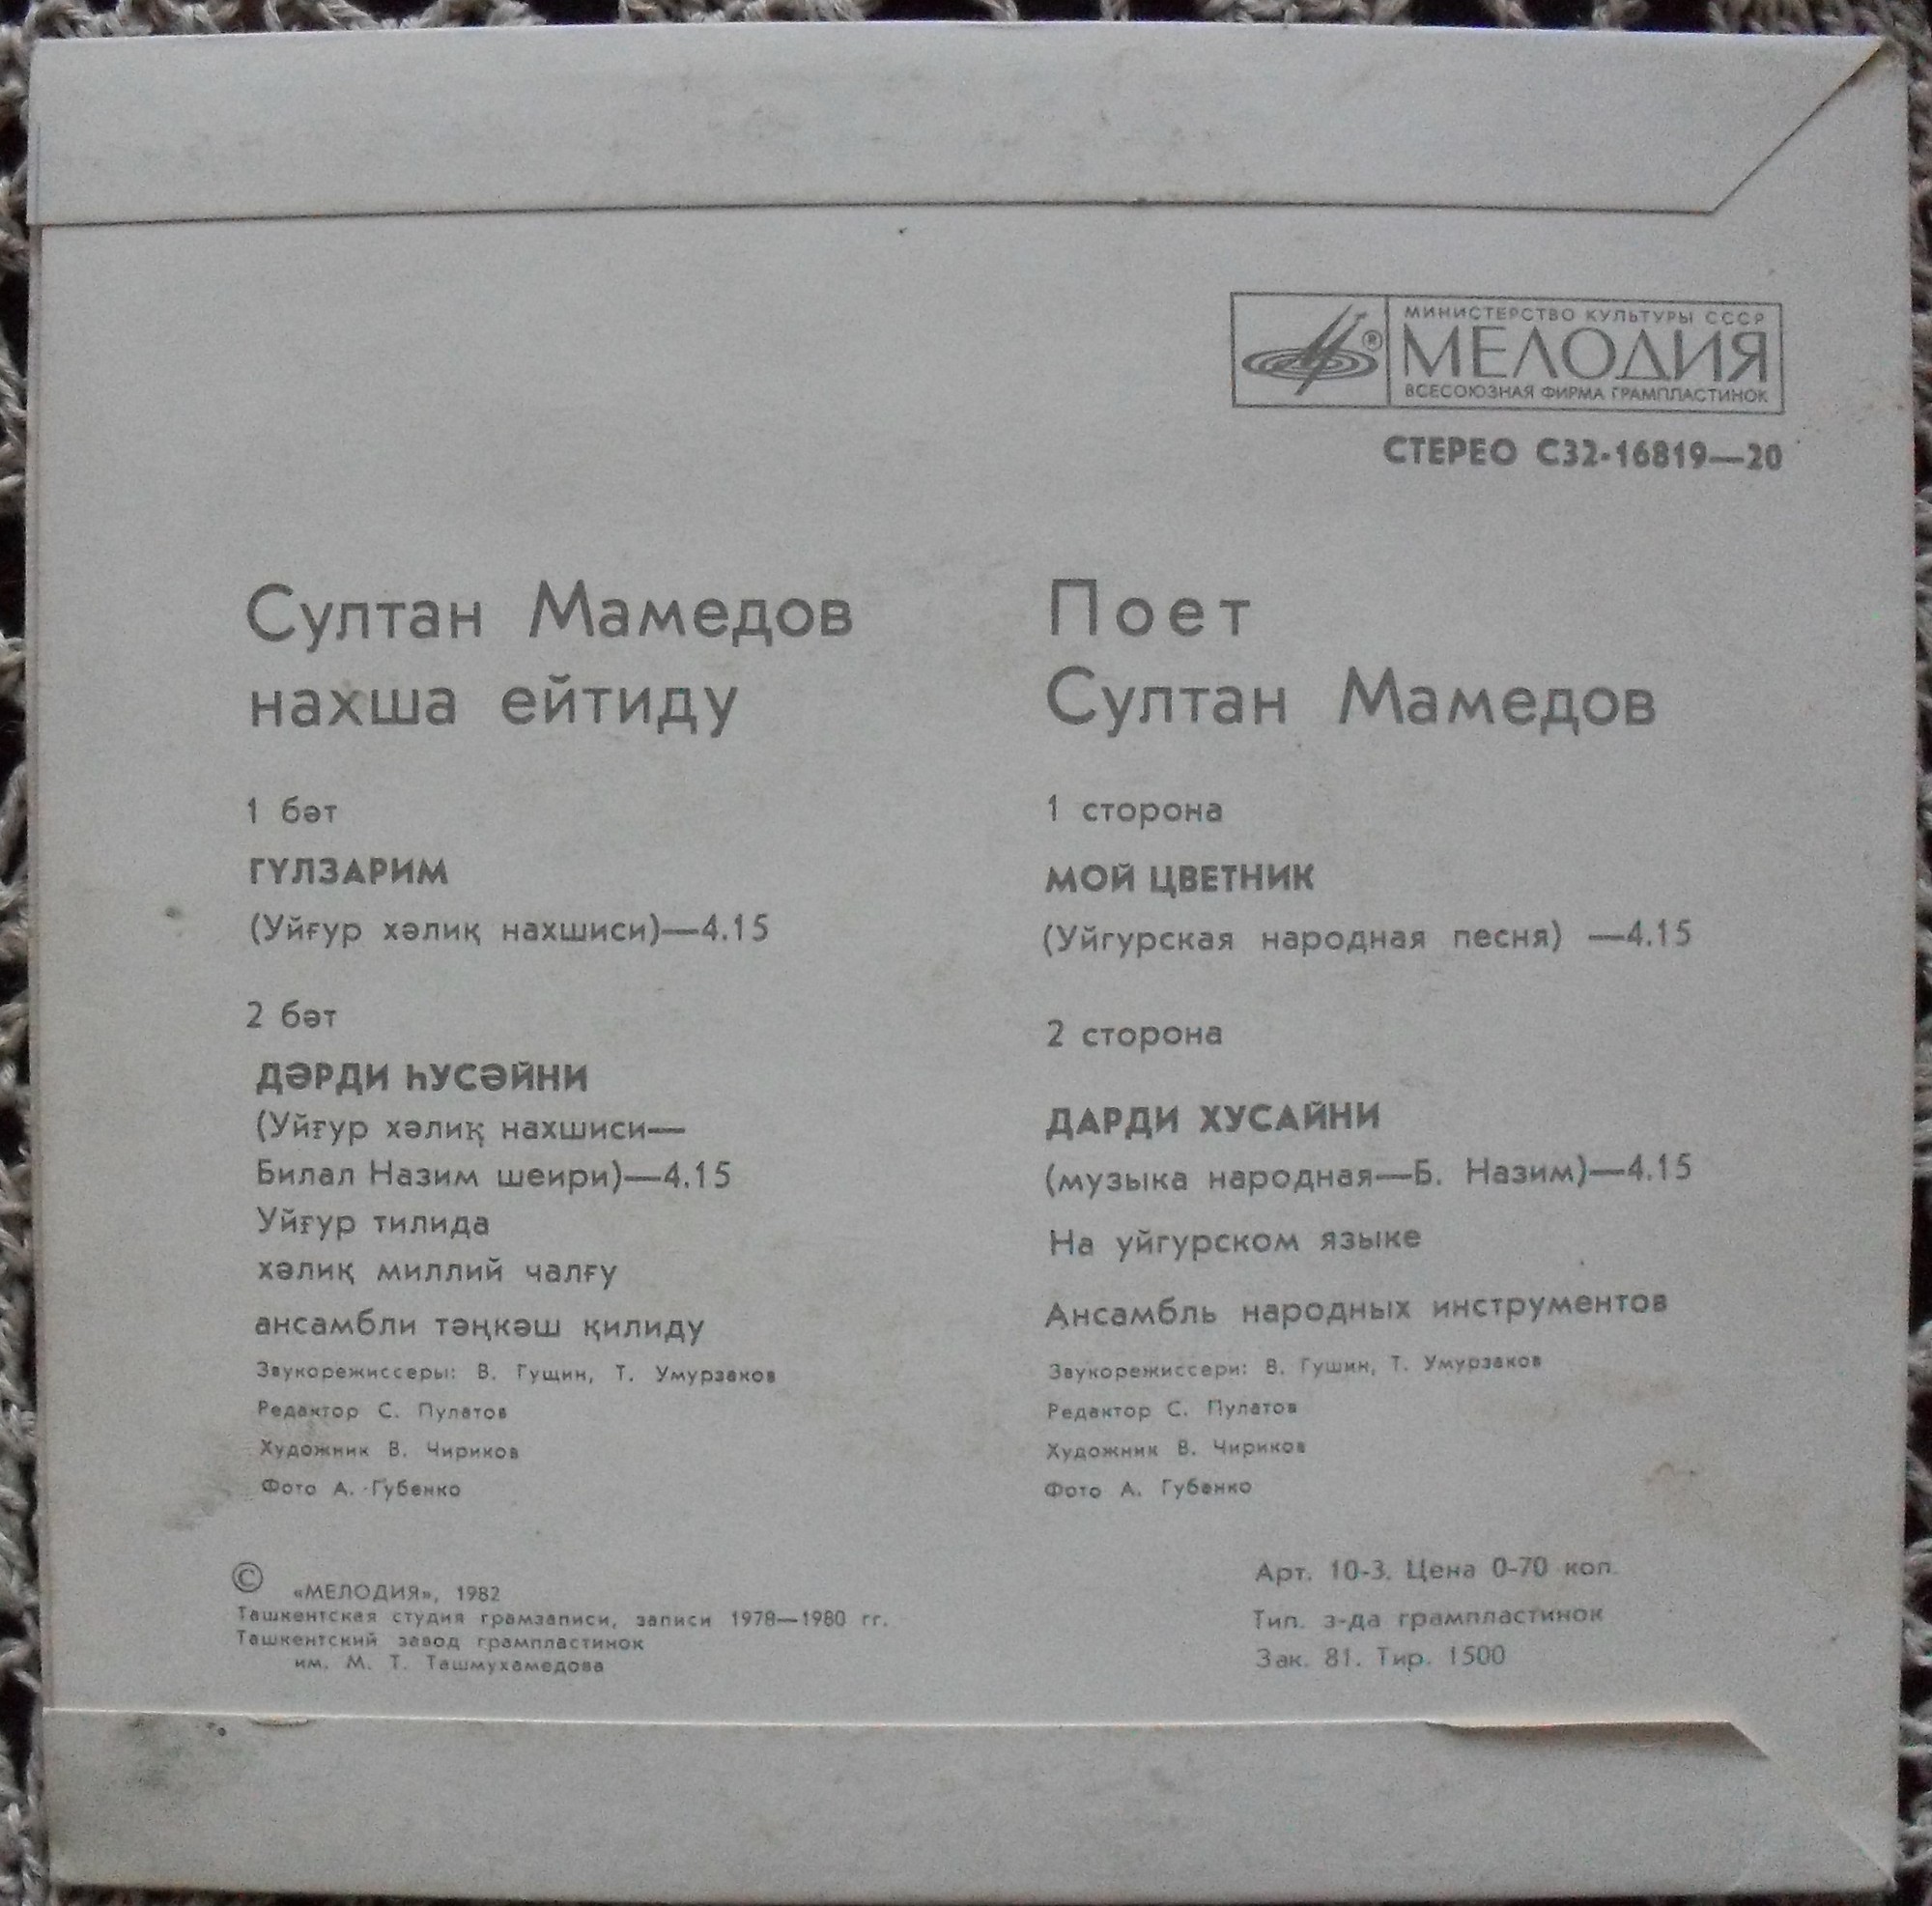 МИНИСТЕРСТВО КУЛЬТУРЫ СССР
МЕЛОДИЯ
ВСЕСОЮЗНАЯ ФИРМА ГРАМПЛАСТИНОК
®
СТЕРЕО С32-16819—20
Султан Мамедов
нахша ейтиду
1 бәт
ГҮЛЗАРИМ
(Уйғур хәлиқ нахшиси)—4.15
2 бәт
ДӘРДИ ҺУСӘЙНИ
(Уйғур хәлиқ нахшиси—
Билал Назим шеири)—4.15
Уйғур тилида
хәлиқ миллий чалғу
ансамбли тәңкәш қилиду
Звукорежиссеры: В. Гущин, Т. Умурзаков
Редактор С. Пулатов
Художник В. Чириков
Фото А. Губенко
Поет
Султан Мамедов
1 сторона
МОЙ ЦВЕТНИК
(Уйгурская народная песня) —4.15
2 сторона
ДАРДИ ХУСАЙНИ
(музыка народная—Б. Назим)—4.15
На уйгурском языке
Ансамбль народных инструментов
Звукорежиссери: В. Гушин, Т. Умурзаков
Редактор С. Пулатов
Художник В. Чириков
Фото А. Губенко
© «МЕЛОДИЯ», 1982
Ташкентская студия грамзаписи, записи 1978—1980 гг.
Ташкентский завод грампластинок
им. М. Т. Ташмухамедова
Арт. 10-3. Цена 0-70 коп.
Тип. з-да грампластинок
Зак. 81. Тир. 1500